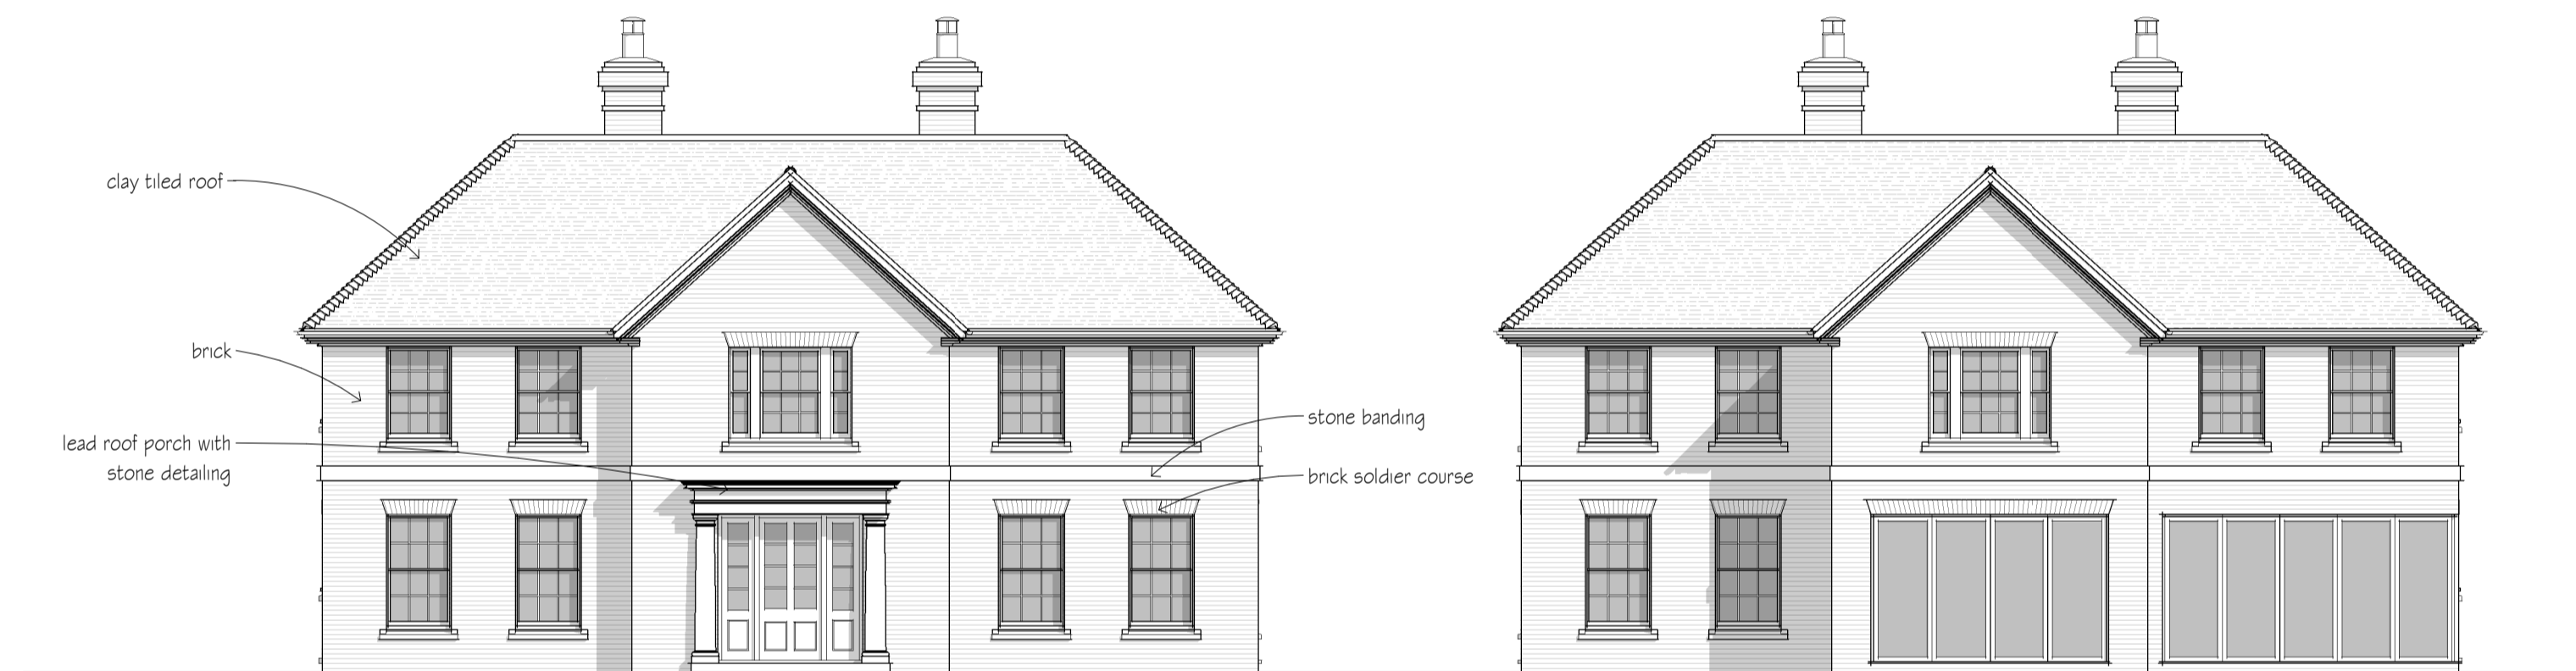 clay tiled roof
brick
lead roof porch with
stone detailing
stone banding
brick soldier course